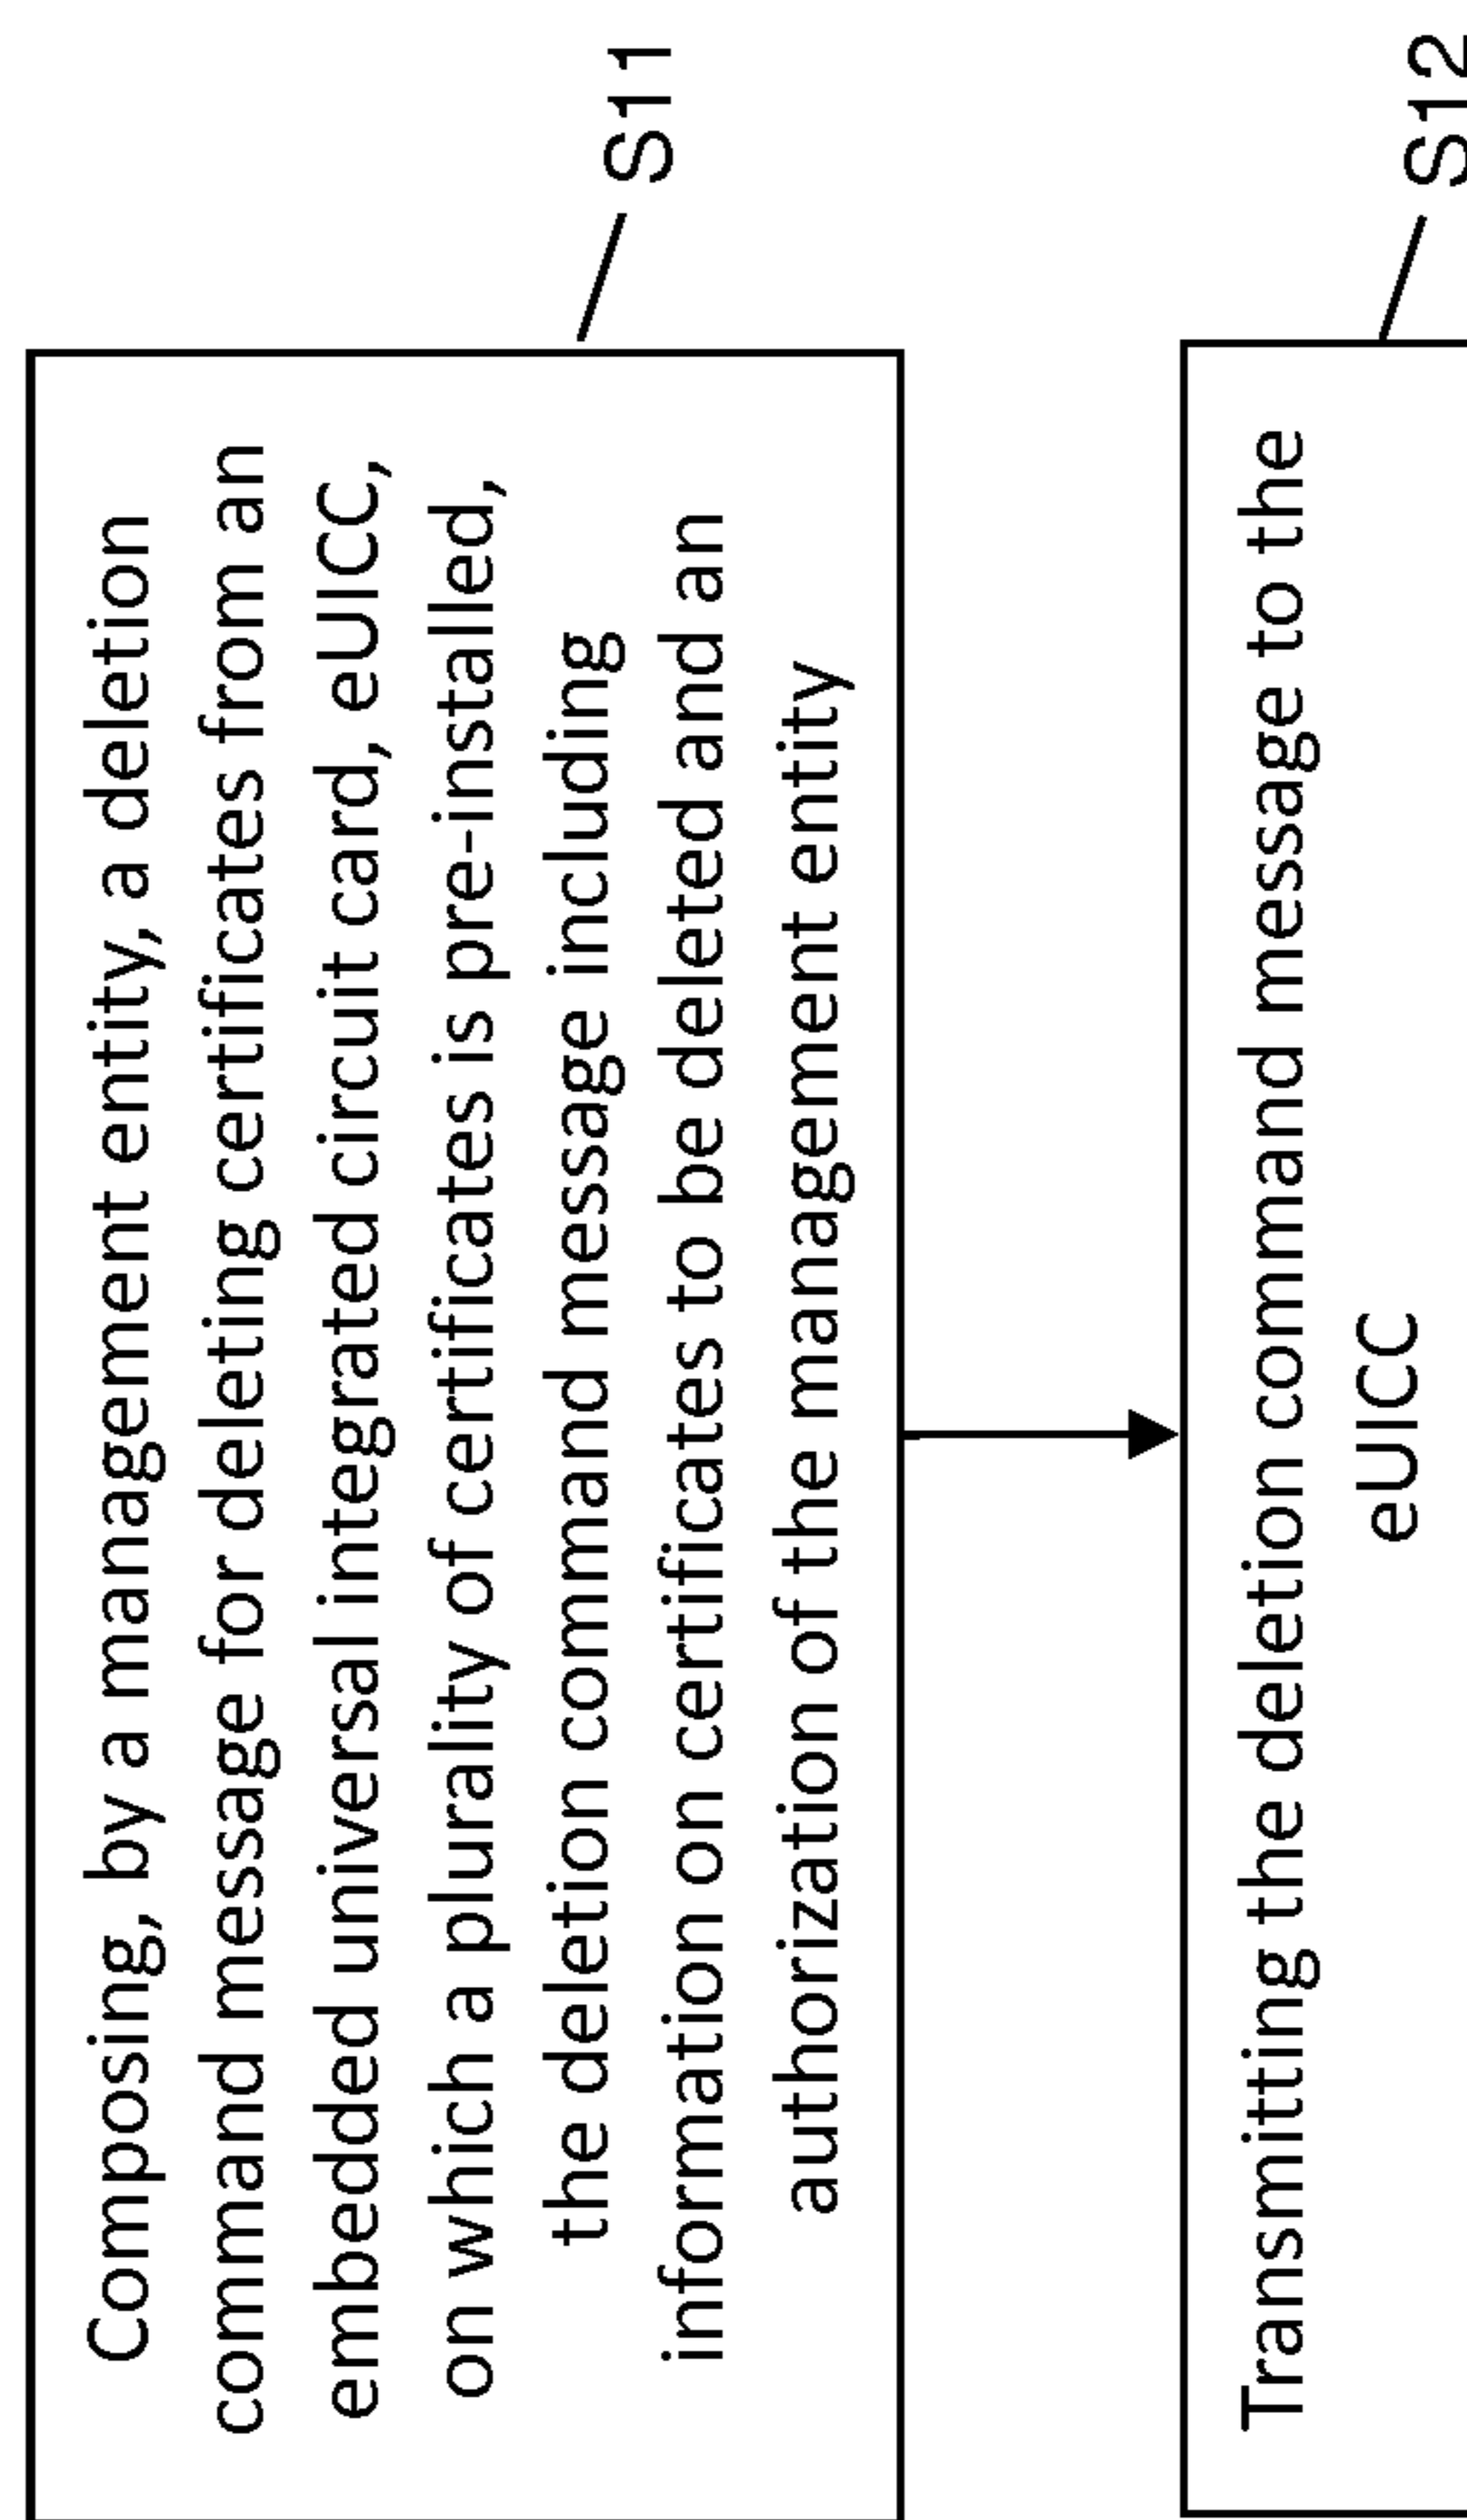 Composing, by a management entity, a deletion
command message for deleting certificates from an
embedded universal integrated circuit card, eUICC,
on which a plurality of certificates is pre-installed,
the deletion command message including
information on certificates to be deleted and an
authorization of the management entity
S11
Transmitting the deletion command message to the
eUICC
S12